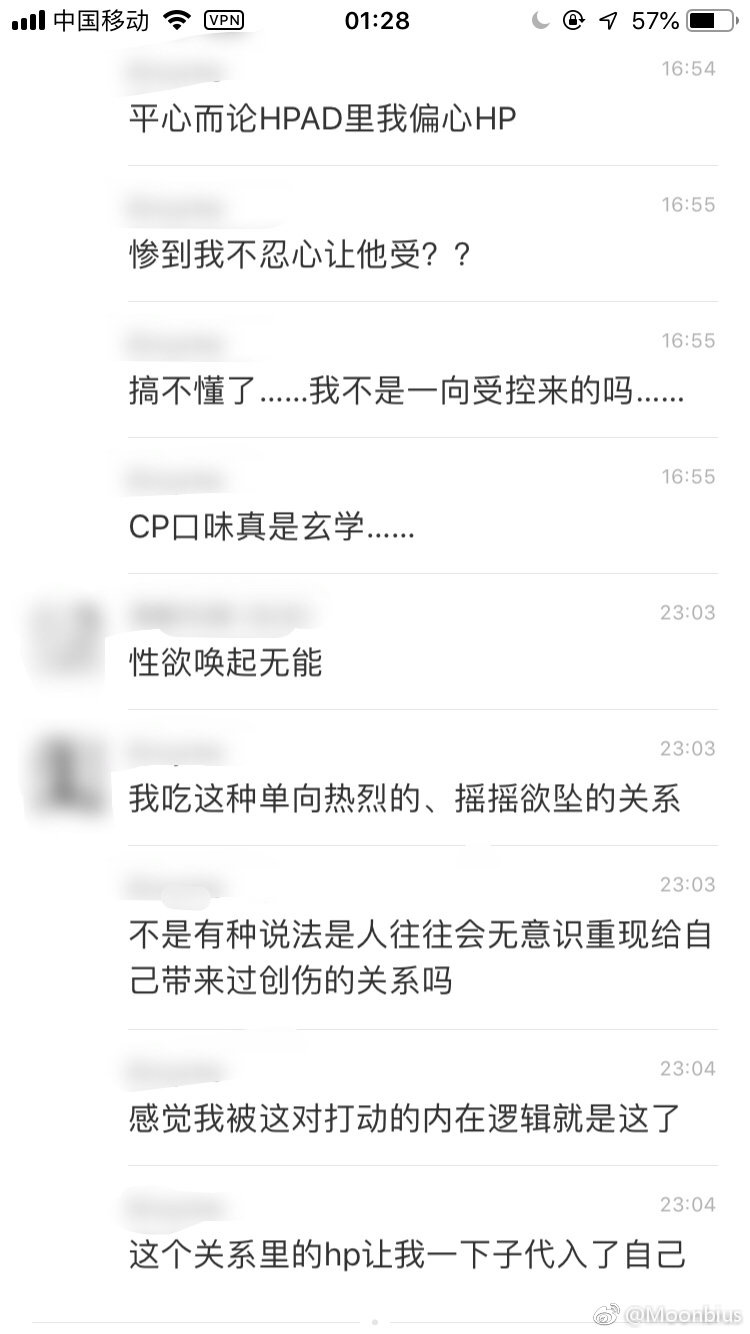 中国移动 VPN 01:28 57%
16:54
平心而论HPAD里我偏心HP
16:55
惨到我不忍心让他受？？
16:55
搞不懂了……我不是一向受控来的吗……
16:55
CP口味真是玄学……
23:03
性欲唤起无能
23:03
我吃这种单向热烈的、摇摇欲坠的关系
23:03
不是有种说法是人往往会无意识重现给自
己带来过创伤的关系吗
23:04
感觉我被这对打动的内在逻辑就是这了
23:04
这个关系里的hp让我一下子代入了自己
@Moonbius